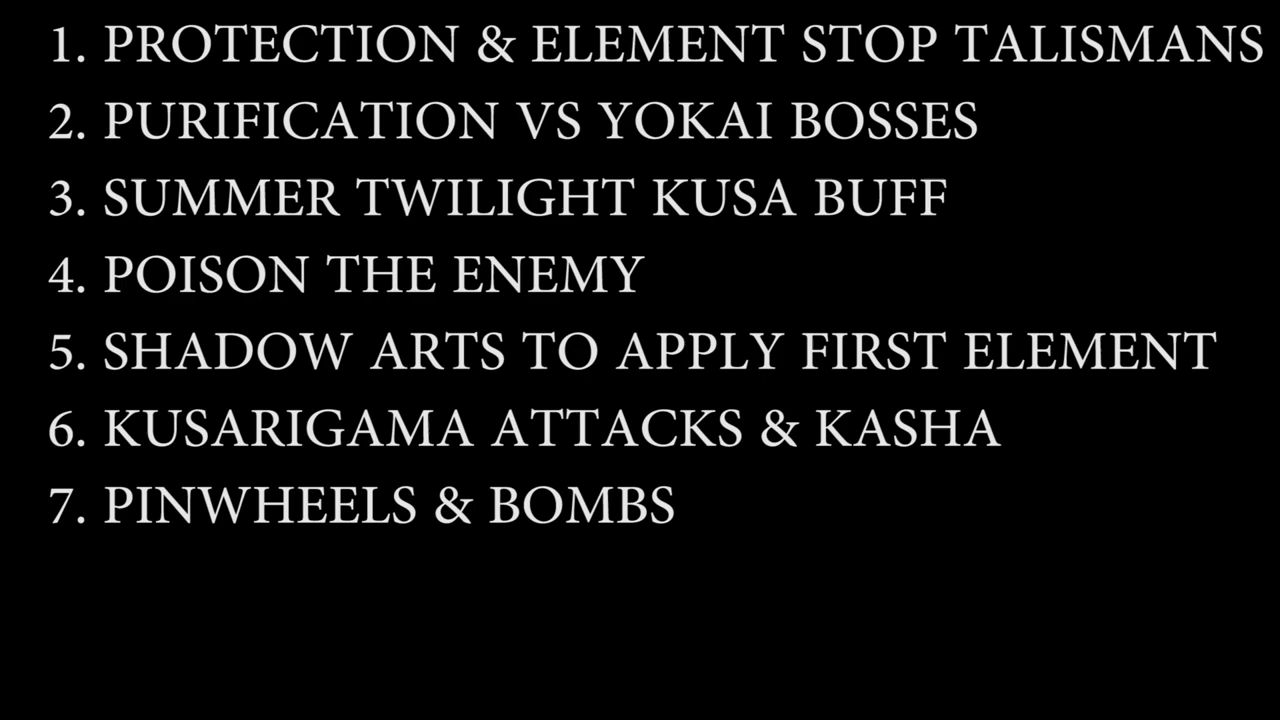 1. PROTECTION & ELEMENT STOP TALISMANS
2. PURIFICATION VS YOKAI BOSSES
3. SUMMER TWILIGHT KUSA BUFF
4. POISON THE ENEMY
5. SHADOW ARTS TO APPLY FIRST ELEMENT
6. KUSARIGAMA ATTACKS & KASHA
7. PINWHEELS & BOMBS